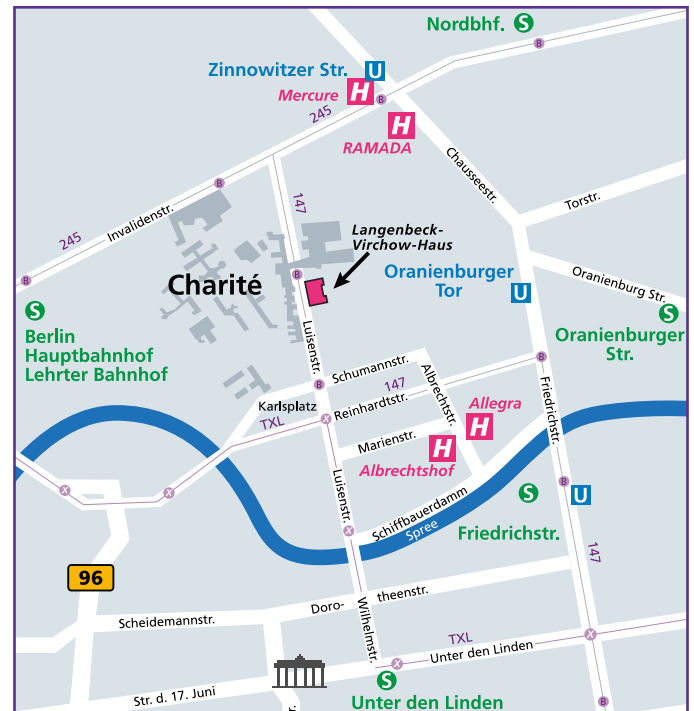 Nordbhf. S
Zinnowitzer Str. U
Mercure H
B
B
245
H
RAMADA
Chausseestr.
B
147
Torstr.
Invalidenstr.
245
Langenbeck-
Virchow-Haus
Charité
B
B
Oranienburger
Tor
U
Oranienburg Str.
S
Oranienburger
Str.
S
Berlin
Hauptbahnhof
Lehrter Bahnhof
Luisenstr.
Schumannstr.
B
B
147
Albrechtstr.
Friedrichstr.
Karlsplatz
Reinhardtstr.
X
TXL
Allegra
H
Marienstr.
H
Albrechtshof
X
X
Luisenstr.
B
S
U
Schiffbauerdamm
Spree
X
Friedrichstr.
147
96
Doro-
theenstr.
Scheidemannstr.
Wilhelmstr.
TXL
X
Unter den Linden
X
S
Unter den Linden
Str. d. 17. Juni
r.
B